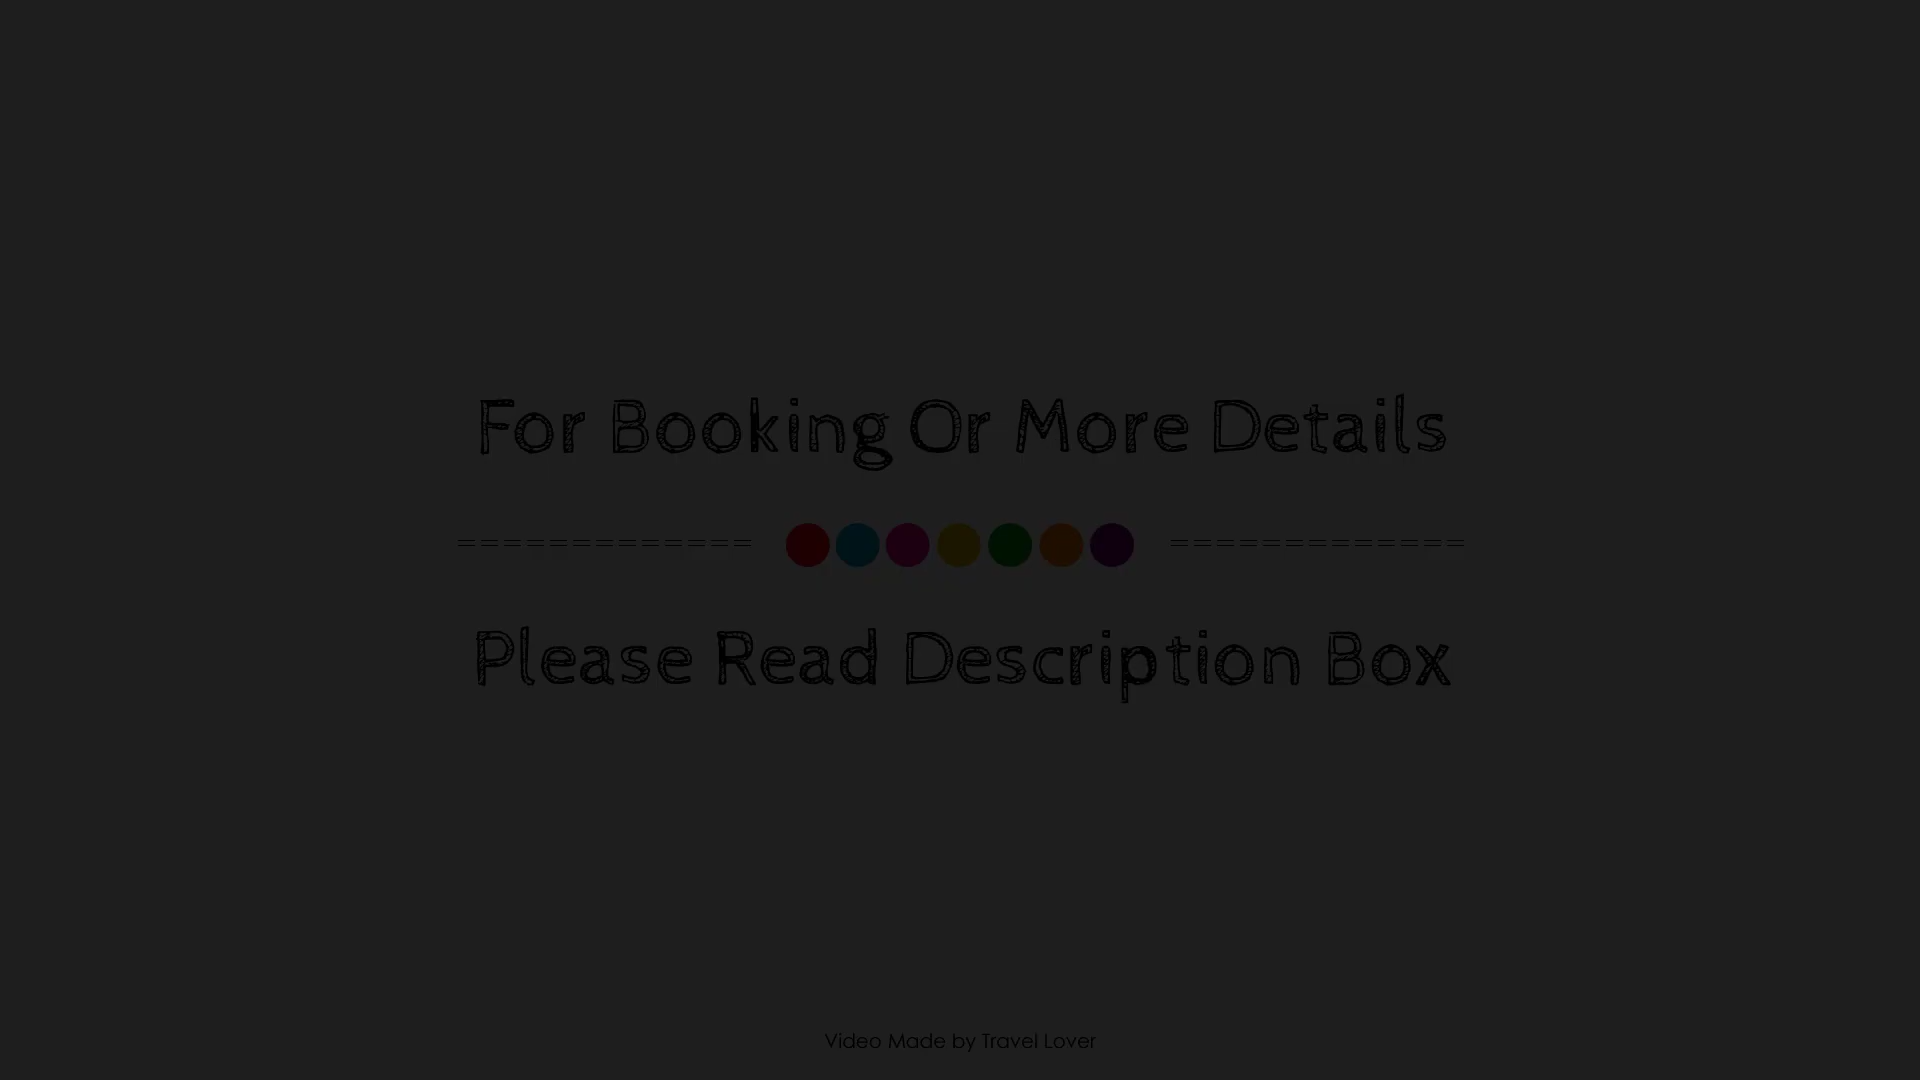 For Booking Or More Details
============= =============
Please Read Description Box
Video Made by Travel Lover